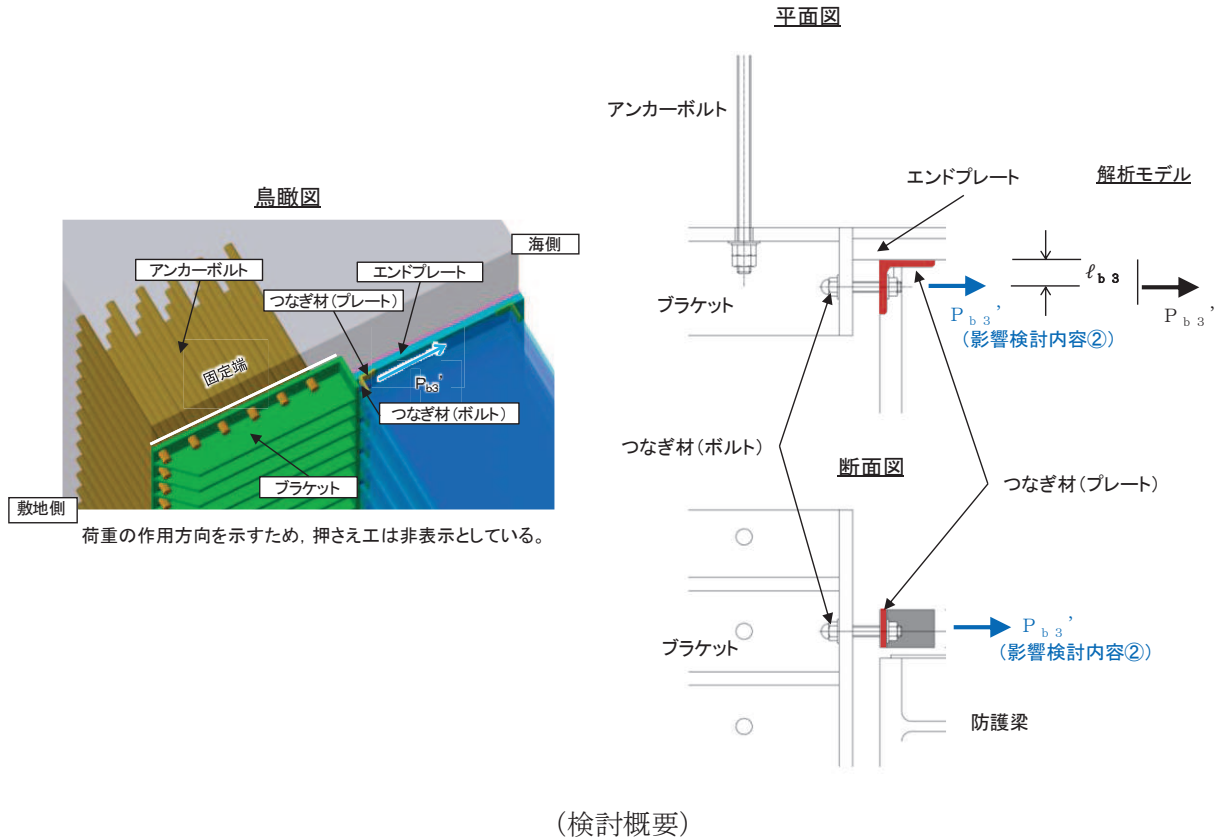 平面図
アンカーボルト
エンドプレート
解析モデル
ブラケット
ℓb3
Pb3'
(影響検討内容②)
Pb3'
鳥瞰図
海側
アンカーボルト
エンドプレート
つなぎ材(プレート)
固定端
Pb3'
つなぎ材(ボルト)
ブラケット
敷地側
荷重の作用方向を示すため,押さえ工は非表示としている。
つなぎ材(ボルト)
断面図
つなぎ材(プレート)
ブラケット
Pb3'
(影響検討内容②)
防護梁
(検討概要)